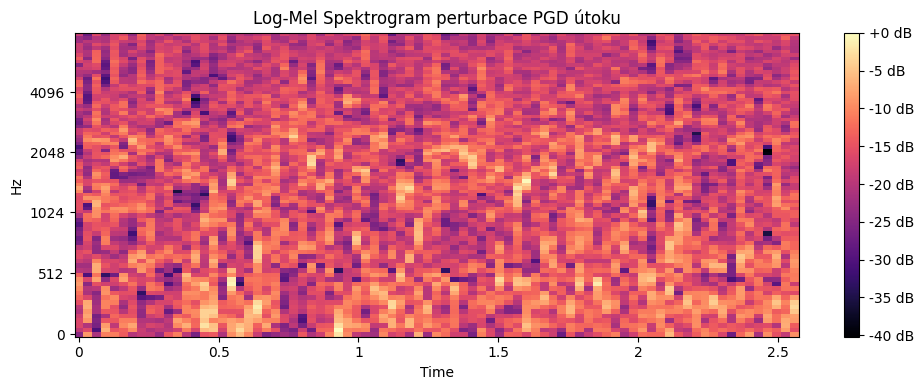 Log-Mel Spektrogram perturbace PGD útoku
Hz
4096
2048
1024
512
0
0
0.5
1
1.5
2
2.5
Time
+0 dB
-5 dB
-10 dB
-15 dB
-20 dB
-25 dB
-30 dB
-35 dB
-40 dB